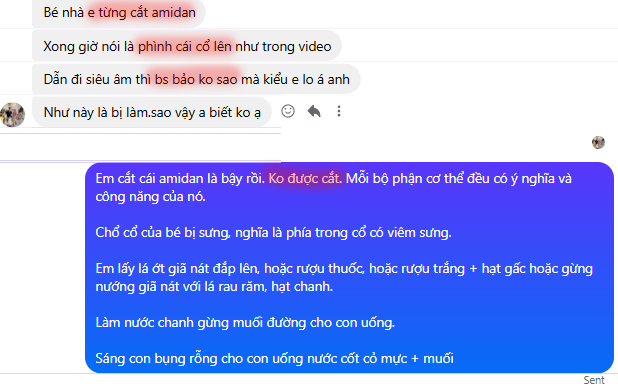 Bé nhà e từng cắt amidan
Xong giờ nói là phình cái cổ lên như trong video
Dẫn đi siêu âm thì bs bảo ko sao mà kiểu e lo á anh
Như này là bị làm.sao vậy a biết ko ạ
Em cắt cái amidan là bậy rồi. Ko được cắt. Mỗi bộ phận cơ thể đều có ý nghĩa và
công năng của nó.
Chổ cổ của bé bị sưng, nghĩa là phía trong cổ có viêm sưng.
Em lấy lá ớt giã nát đắp lên, hoặc rượu thuốc, hoặc rượu trắng + hạt gấc hoặc gừng
nướng giã nát với lá rau răm, hạt chanh.
Làm nước chanh gừng muối đường cho con uống.
Sáng con bụng rỗng cho con uống nước cốt cỏ mực + muối
Sent